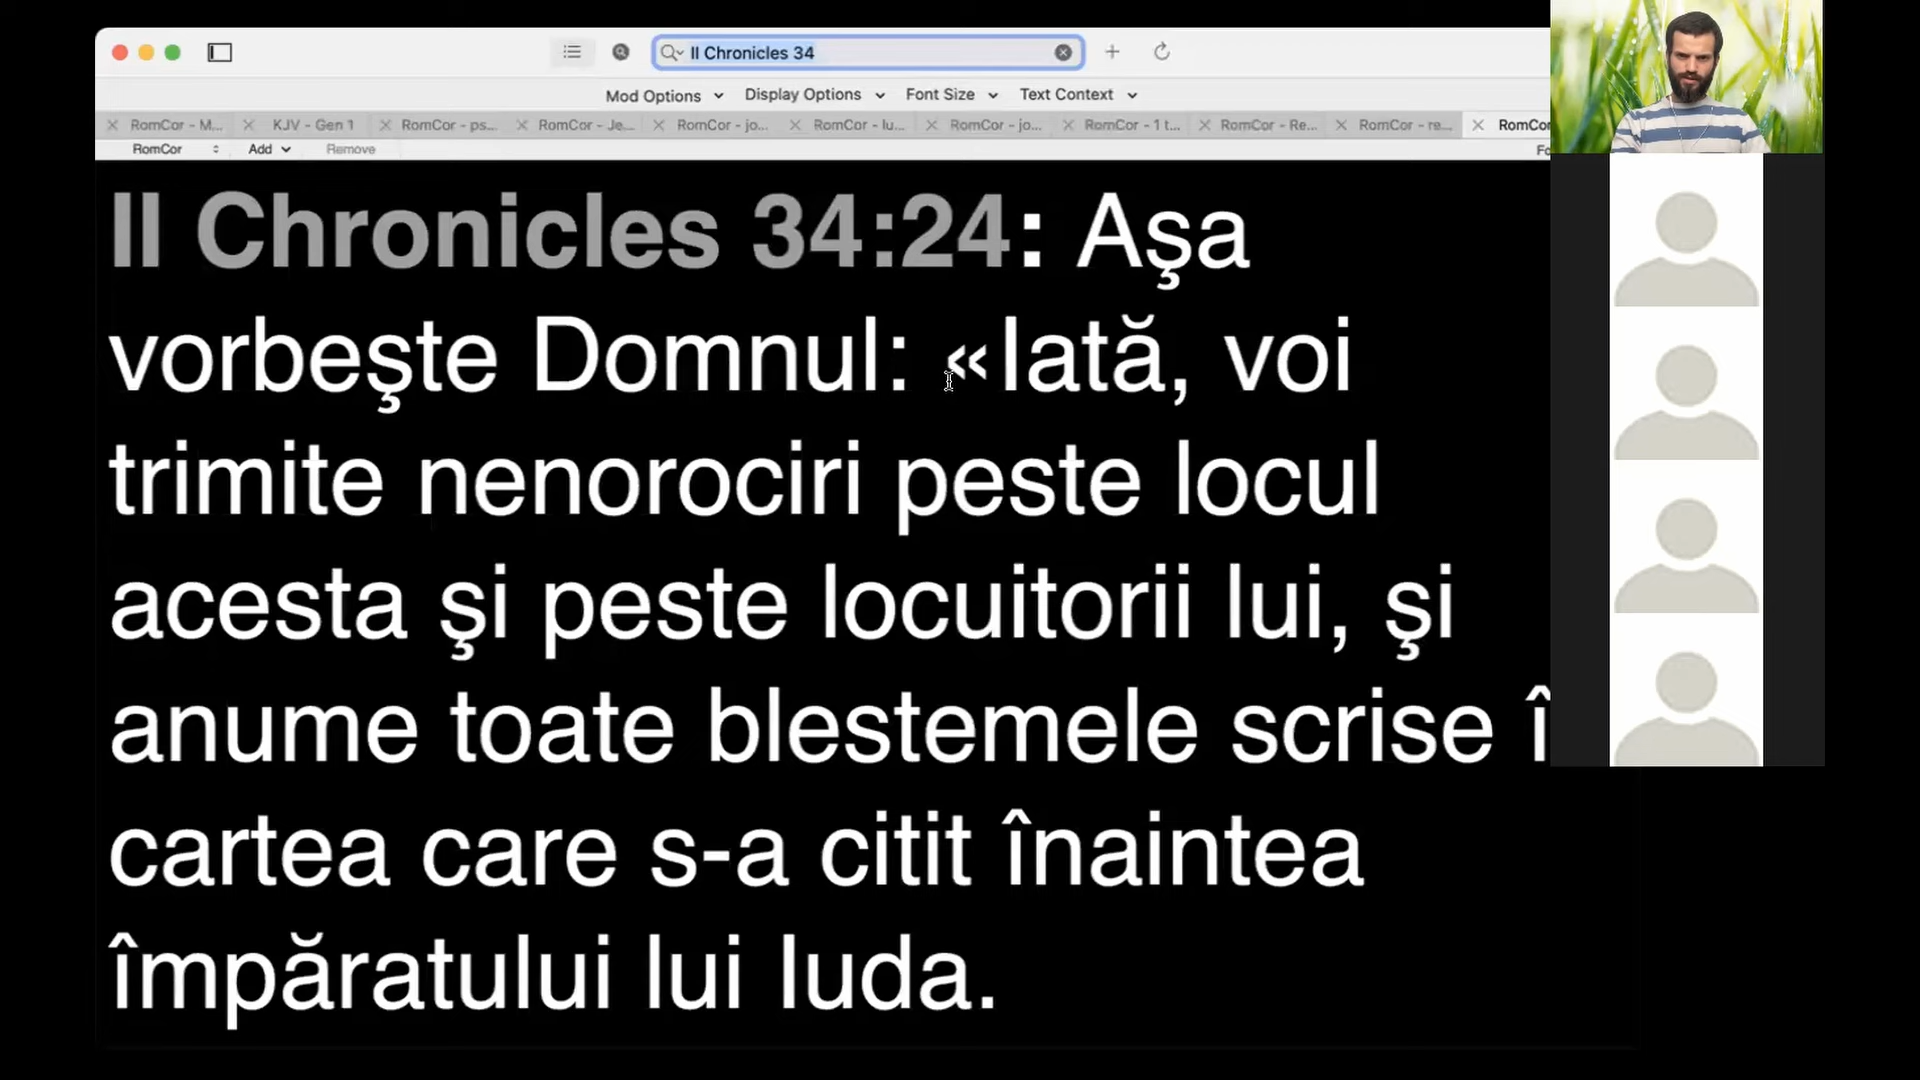 II Chronicles 34
Mod Options Display Options Font Size Text Context
RomCor - M... KJV - Gen 1 RomCor - ps... RomCor - Je... RomCor - jo... RomCor - lu... RomCor - jo... RomCor - 1 t... RomCor - Re... RomCor - re... RomCor
RomCor Add Remove
II Chronicles 34:24: Aşa
vorbeşte Domnul: «Iată, voi
trimite nenorociri peste locul
acesta şi peste locuitorii lui, şi
anume toate blestemele scrise î
cartea care s-a citit înaintea
împăratului lui Iuda.